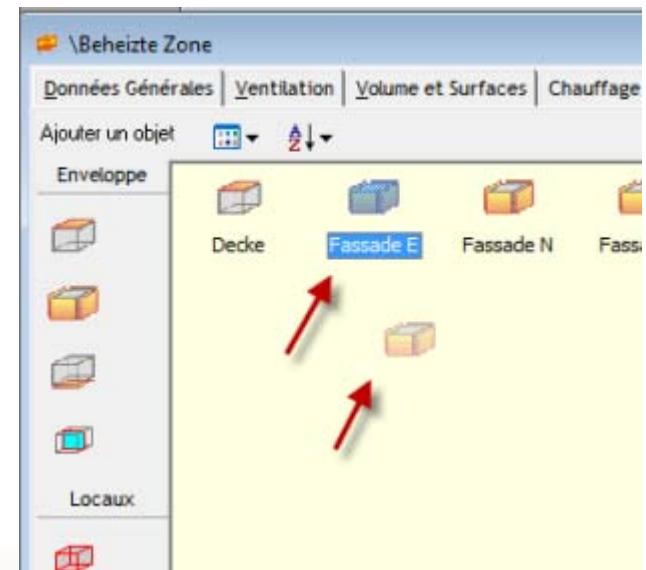 \Beheizte Zone
Données Générales Ventilation Volume et Surfaces Chauffage
Ajouter un objet
Enveloppe
Decke Fassade E Fassade N
Locaux